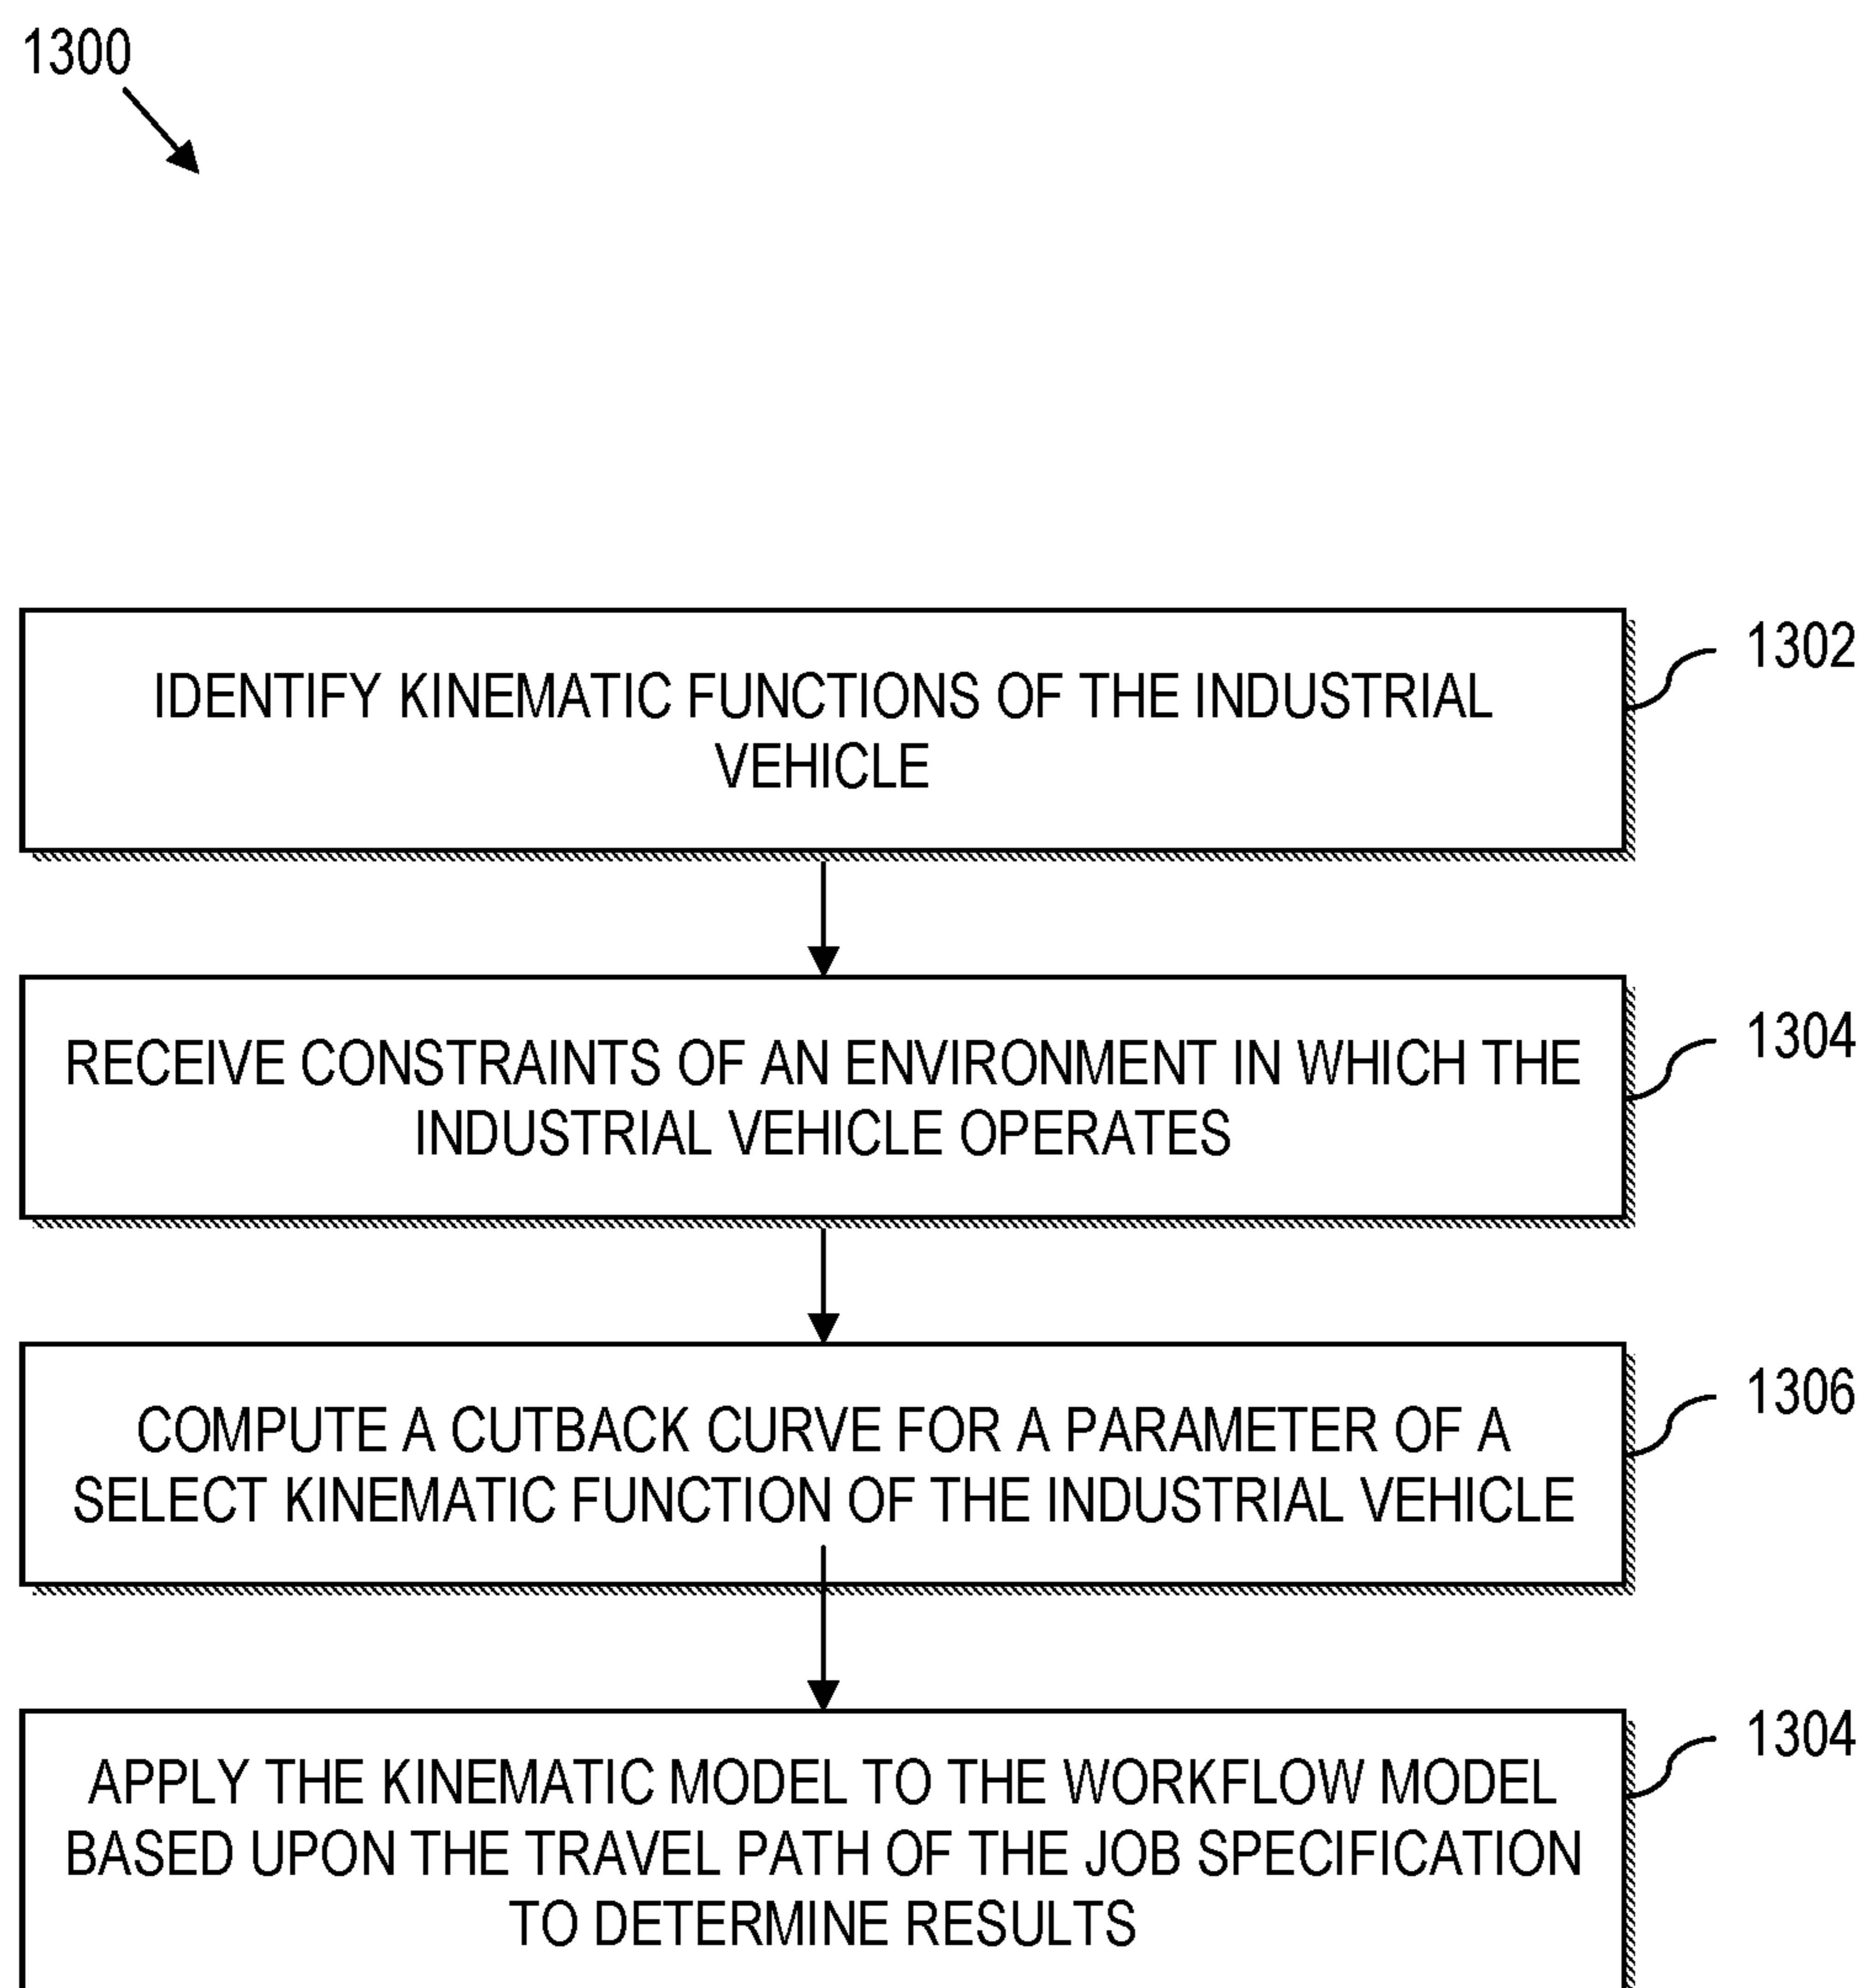 1300
IDENTIFY KINEMATIC FUNCTIONS OF THE INDUSTRIAL
VEHICLE
1302
RECEIVE CONSTRAINTS OF AN ENVIRONMENT IN WHICH THE
INDUSTRIAL VEHICLE OPERATES
1304
COMPUTE A CUTBACK CURVE FOR A PARAMETER OF A
SELECT KINEMATIC FUNCTION OF THE INDUSTRIAL VEHICLE
1306
APPLY THE KINEMATIC MODEL TO THE WORKFLOW MODEL
BASED UPON THE TRAVEL PATH OF THE JOB SPECIFICATION
TO DETERMINE RESULTS
1304